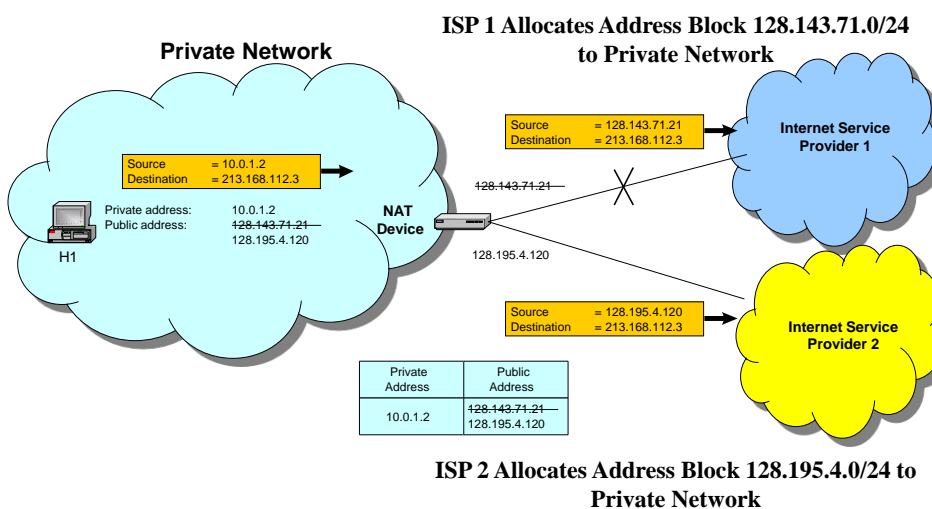 ISP 1 Allocates Address Block 128.143.71.0/24
to Private Network
Private Network
Source = 128.143.71.21
Destination = 213.168.112.3
Internet Service
Provider 1
Source = 10.0.1.2
Destination = 213.168.112.3
128.143.71.21
Private address: 10.0.1.2
Public address: 128.143.71.21
128.195.4.120
H1
NAT
Device
128.195.4.120
Source = 128.195.4.120
Destination = 213.168.112.3
Internet Service
Provider 2
Private
Address
Public
Address
10.0.1.2
128.143.71.21
128.195.4.120
ISP 2 Allocates Address Block 128.195.4.0/24 to
Private Network